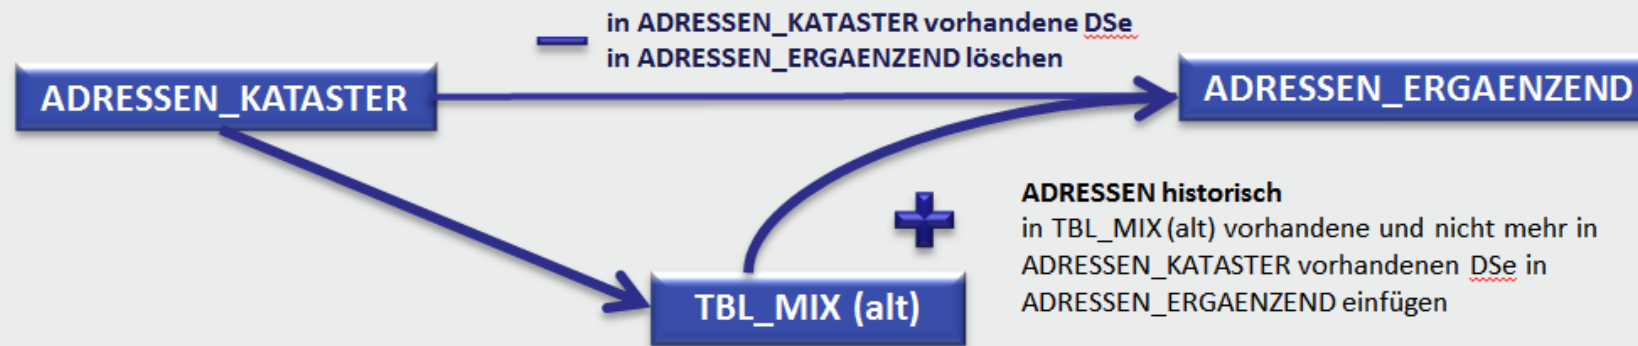 in ADRESSEN_KATASTER vorhandene DSe
in ADRESSEN_ERGAENZEND löschen
ADRESSEN_KATASTER
ADRESSEN_ERGAENZEND
ADRESSEN historisch
in TBL_MIX (alt) vorhandene und nicht mehr in
ADRESSEN_KATASTER vorhandenen DSe in
ADRESSEN_ERGAENZEND einfügen
TBL_MIX (alt)